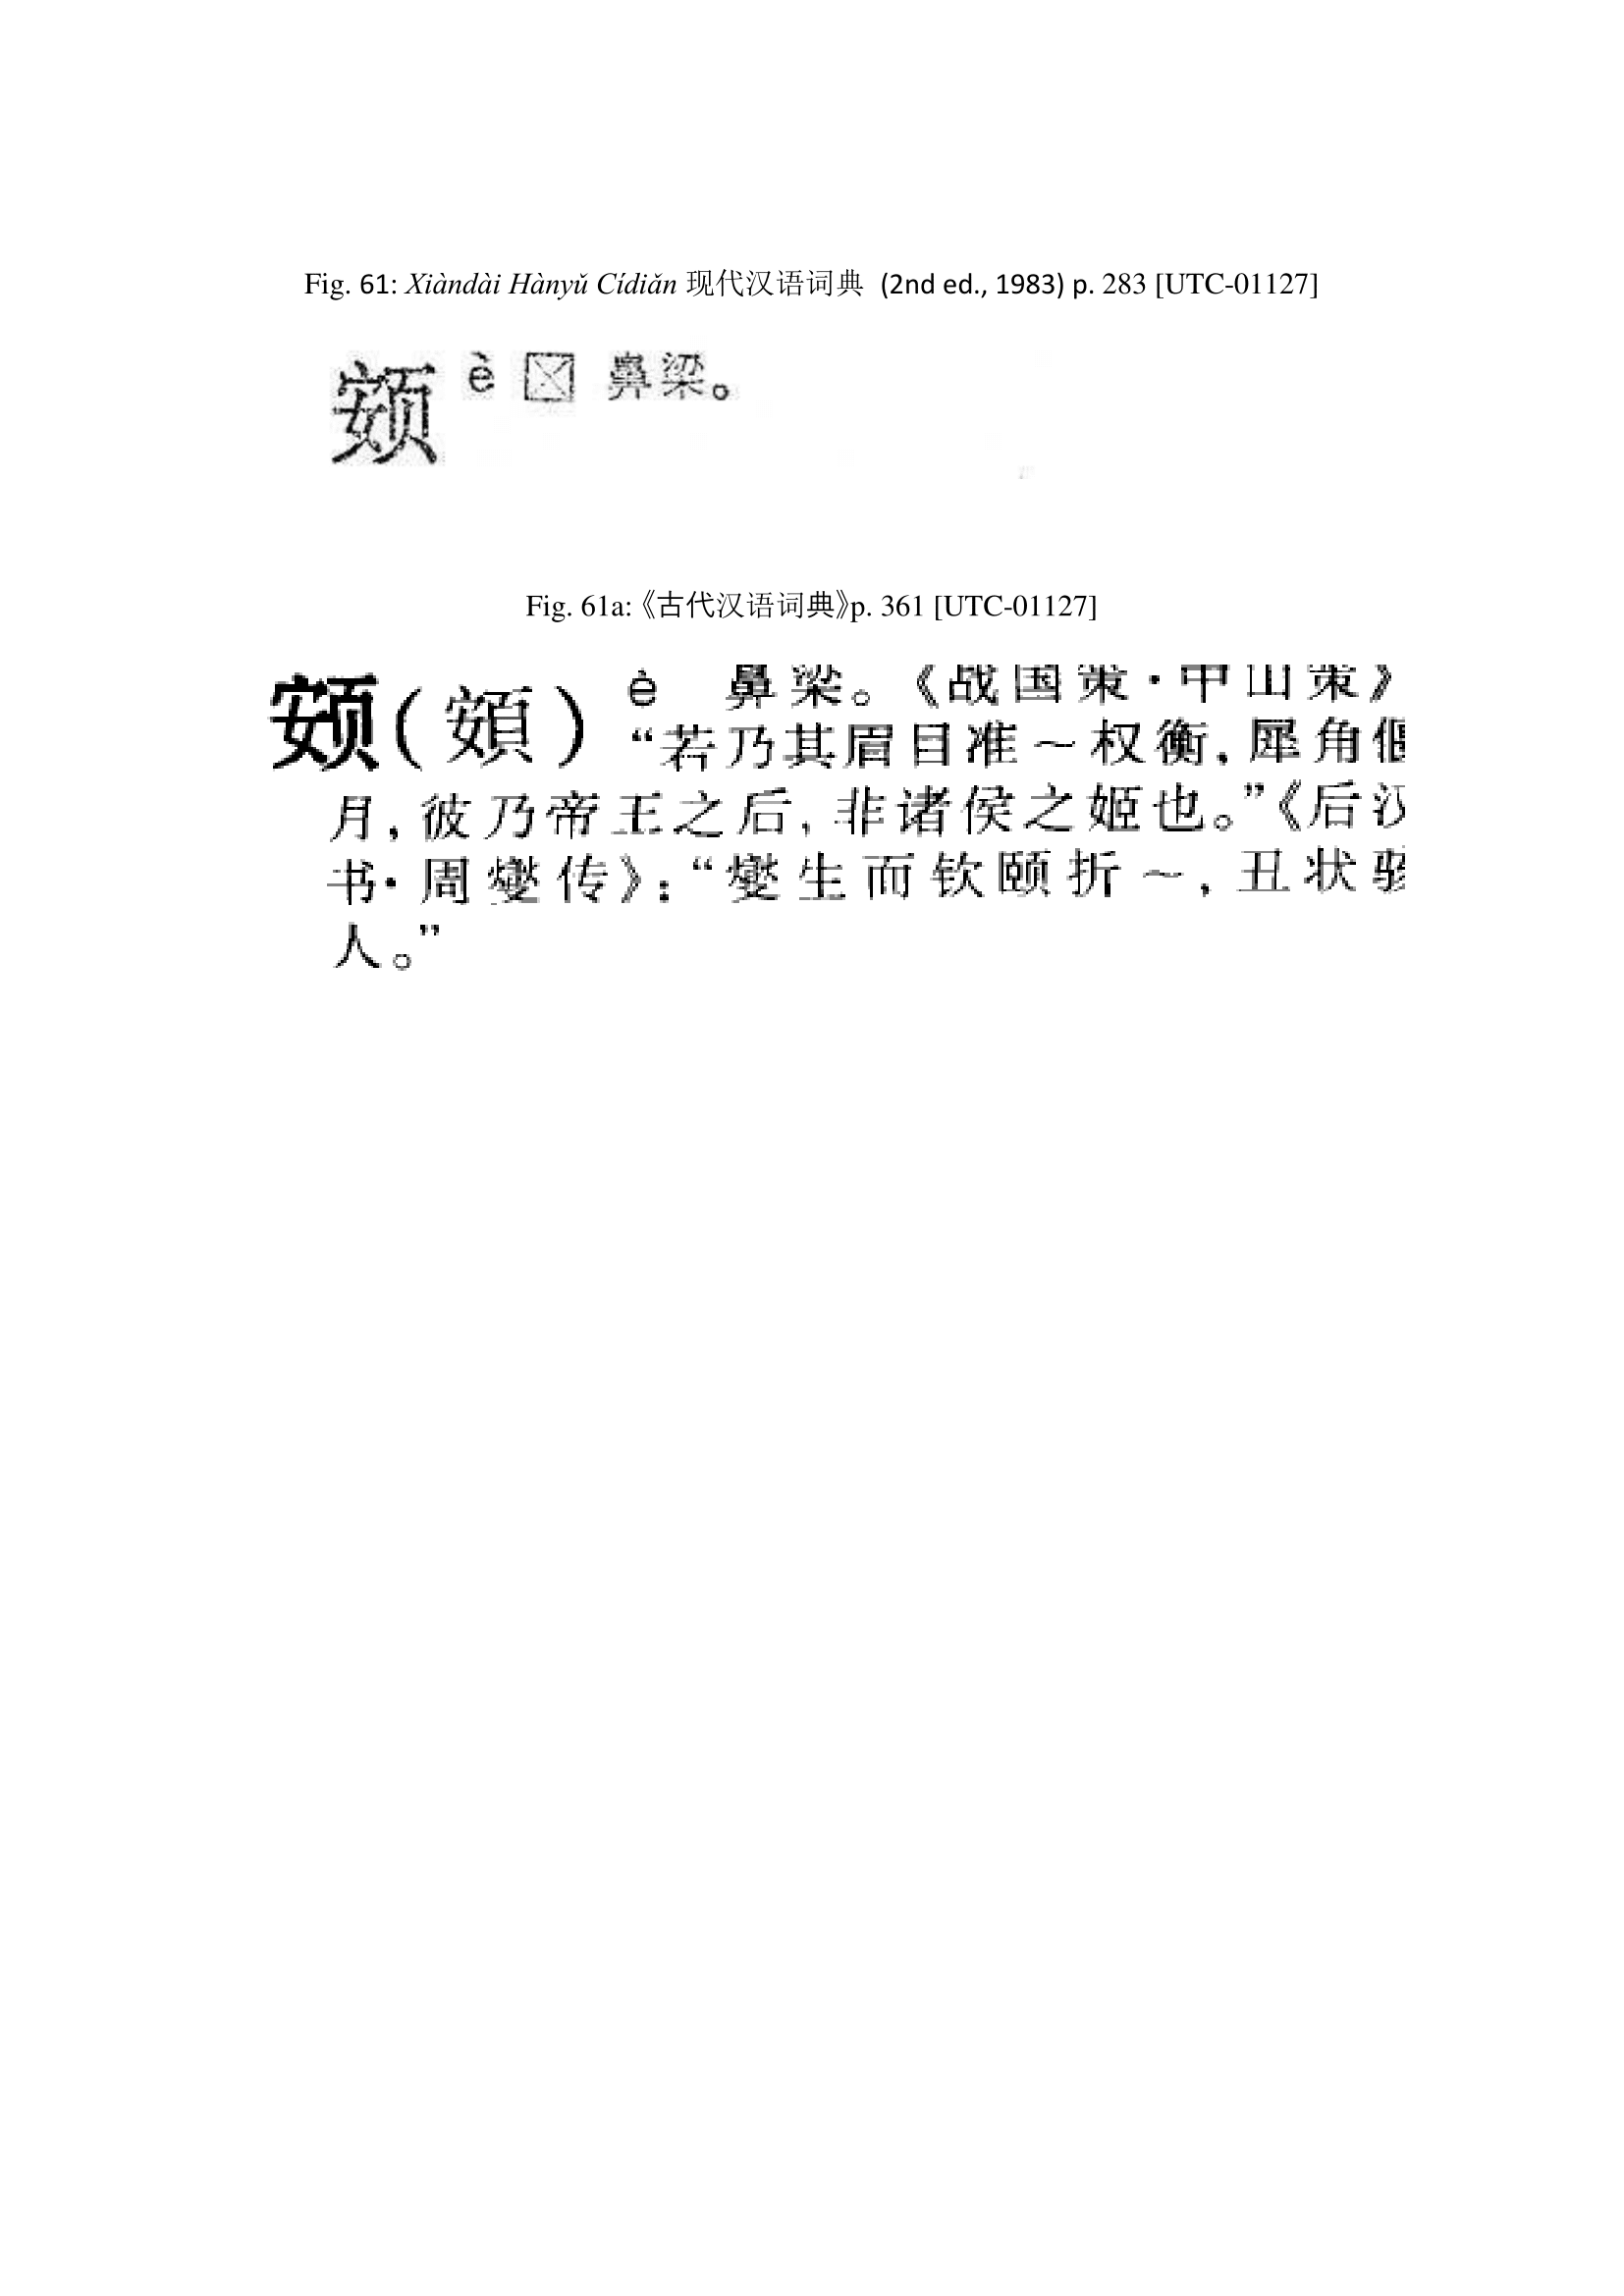 Fig. 61: Xiàndài Hànyǔ Cídiǎn 现代汉语词典 (2nd ed., 1983) p. 283 [UTC-01127]
è ☒ 鼻梁。
Fig. 61a:《古代汉语词典》p. 361 [UTC-01127]
(頞) è 鼻梁。《战国策·中山策》
“若乃其眉目准～权衡,犀角偃
月,彼乃帝王之后,非诸侯之姬也。”《后汉
书·周燮传》:“燮生而钦颐折～,丑状骇
人。”